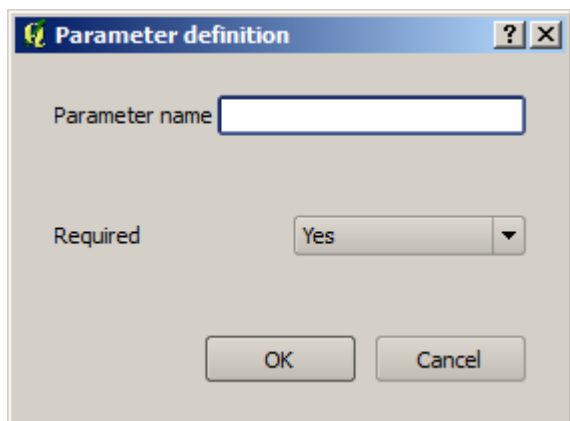 Parameter definition
Parameter name
Required Yes
OK Cancel